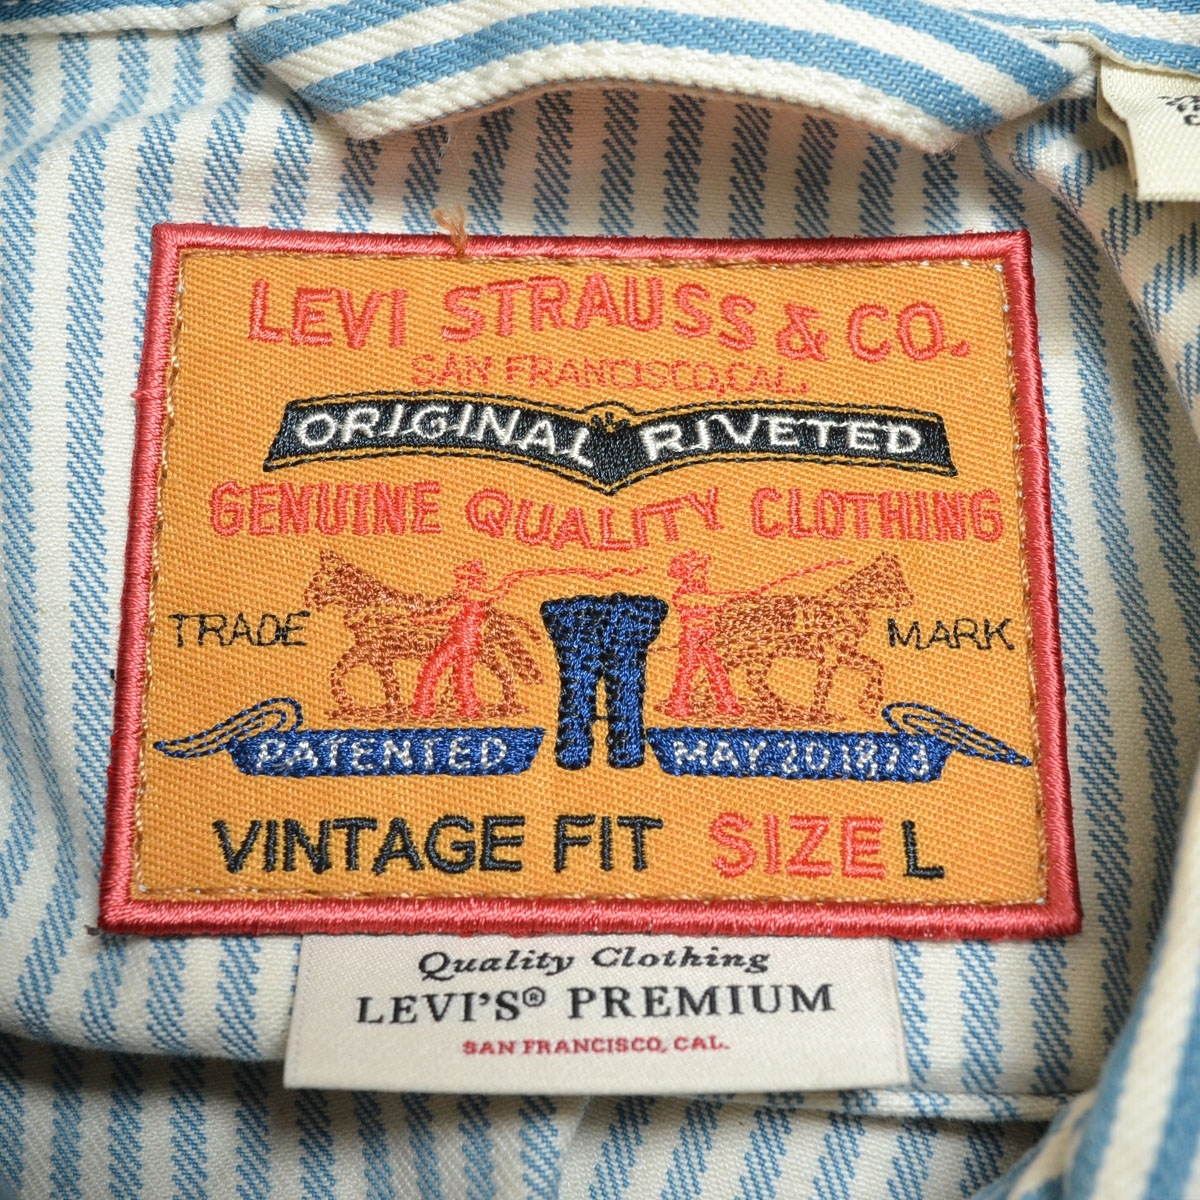 LEVI STRAUSS & CO.
SAN FRANCISCO, CAL.
ORIGINAL RIVETED
GENUINE QUALITY CLOTHING
TRADE MARK
PATENTED MAY 20 1873
VINTAGE FIT SIZE L
Quality Clothing
LEVI'S® PREMIUM
SAN FRANCISCO, CAL.